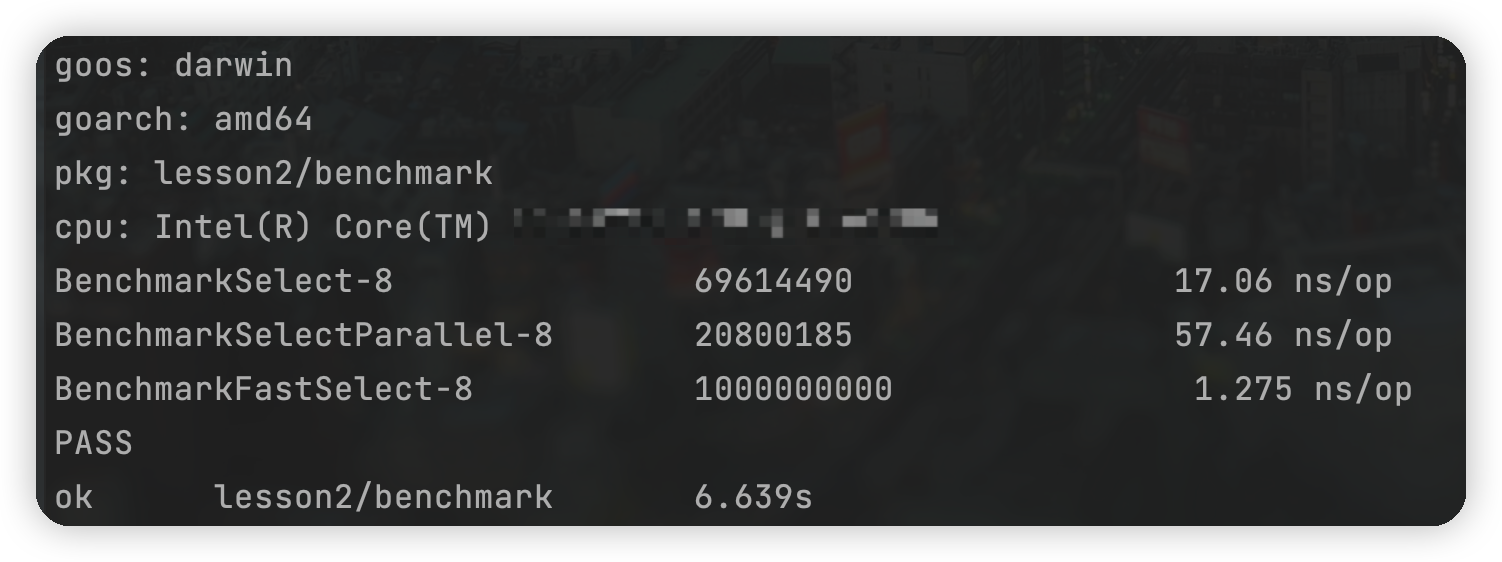 goos: darwin
goarch: amd64
pkg: lesson2/benchmark
cpu: Intel(R) Core(TM)
BenchmarkSelect-8 69614490 17.06 ns/op
BenchmarkSelectParallel-8 20800185 57.46 ns/op
BenchmarkFastSelect-8 1000000000 1.275 ns/op
PASS
ok lesson2/benchmark 6.639s